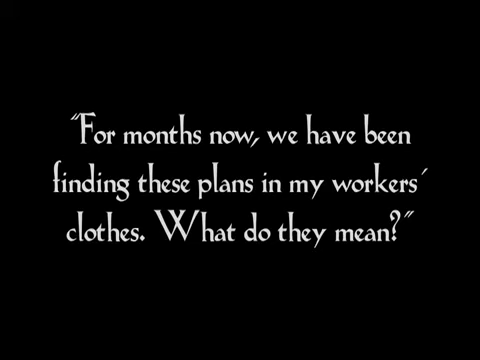 "For months now, we have been
finding these plans in my workers´
clothes. What do they mean?"